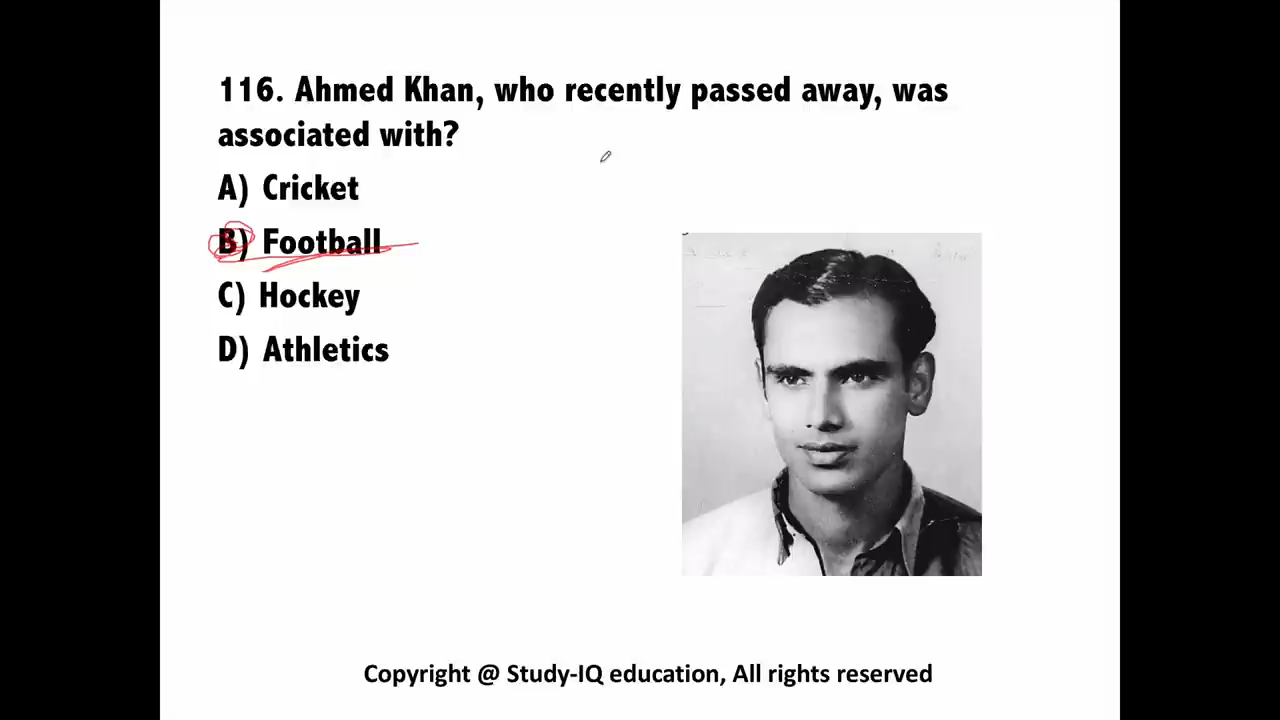 116. Ahmed Khan, who recently passed away, was
associated with?
A) Cricket
B) Football
C) Hockey
D) Athletics
Copyright @ Study-IQ education, All rights reserved